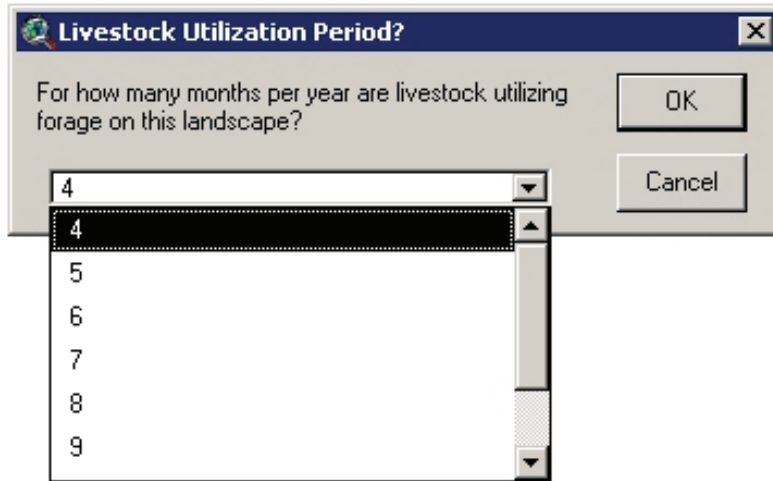 Livestock Utilization Period?
For how many months per year are livestock utilizing
forage on this landscape?
OK
Cancel
4
4
5
6
7
8
9